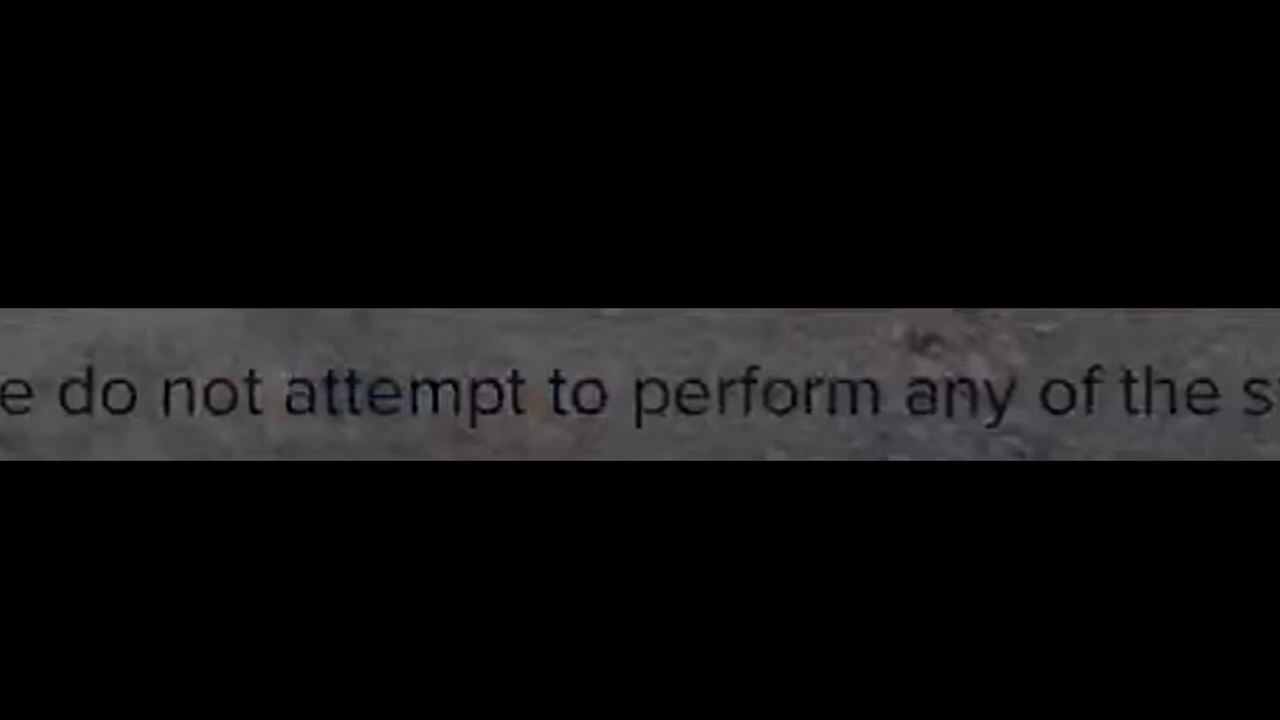 e do not attempt to perform any of the s